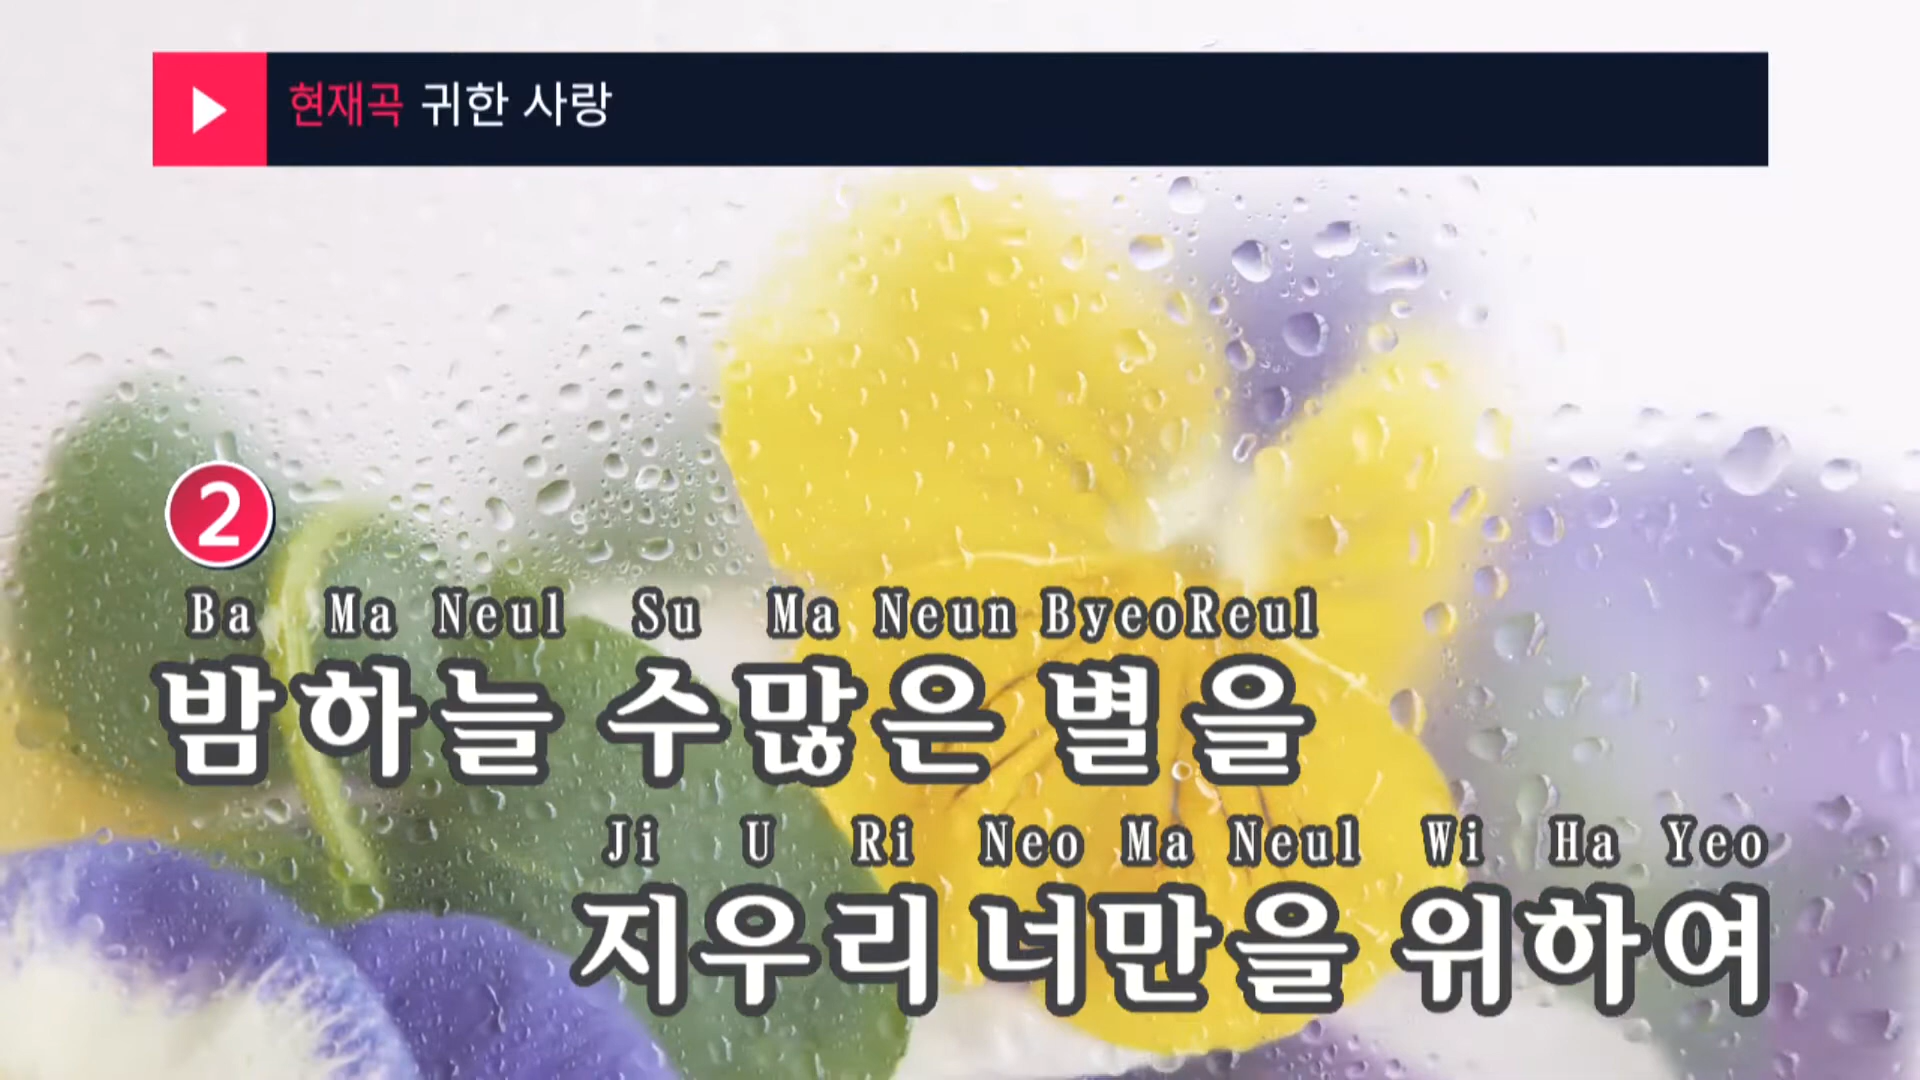 현재곡 귀한 사랑
2
Ba Ma Neul Su Ma Neun ByeoReul
밤하늘 수많은 별을
Ji U Ri Neo Ma Neul Wi Ha Yeo
지우리 너만을 위하여